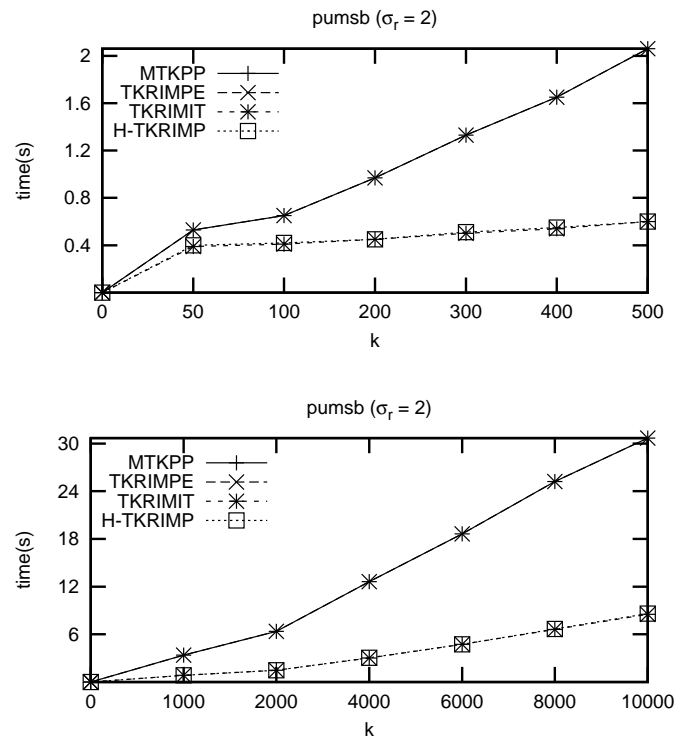 pumsb (σr = 2)
2
1.6
1.2
0.8
0.4
time(s)
MTKPP
TKRIMPE
TKRIMIT
H-TKRIMP
0 50 100 200 300 400 500
k
pumsb (σr = 2)
30
24
18
12
6
time(s)
MTKPP
TKRIMPE
TKRIMIT
H-TKRIMP
0 1000 2000 4000 6000 8000 10000
k